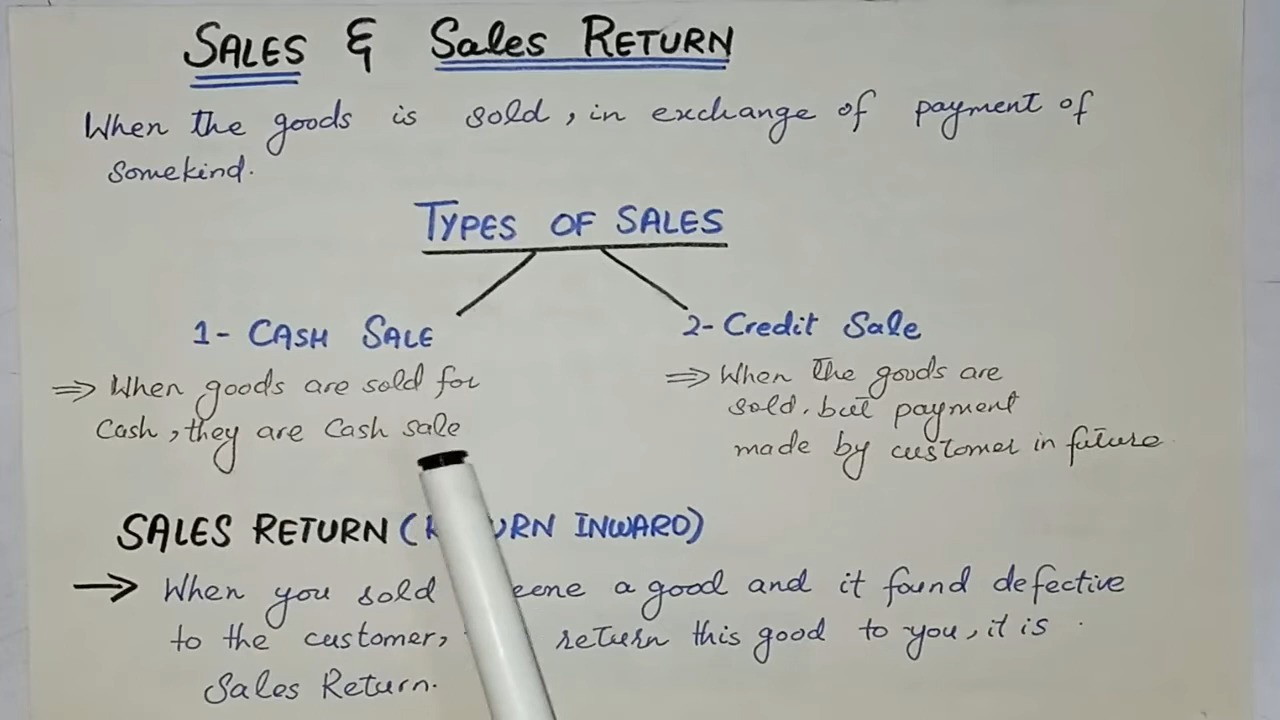 SALES & Sales RETURN
When the goods is sold, in exchange of payment of
somekind.
TYPES OF SALES
1- CASH SALE
2- Credit Sale
⇒ When goods are sold for
Cash, they are Cash sale
⇒ When the goods are
sold. but payment
made by customer in future
SALES RETURN (INWARD)
→ When you sold a good and it found defective
to the customer, return this good to you, it is
Sales Return.